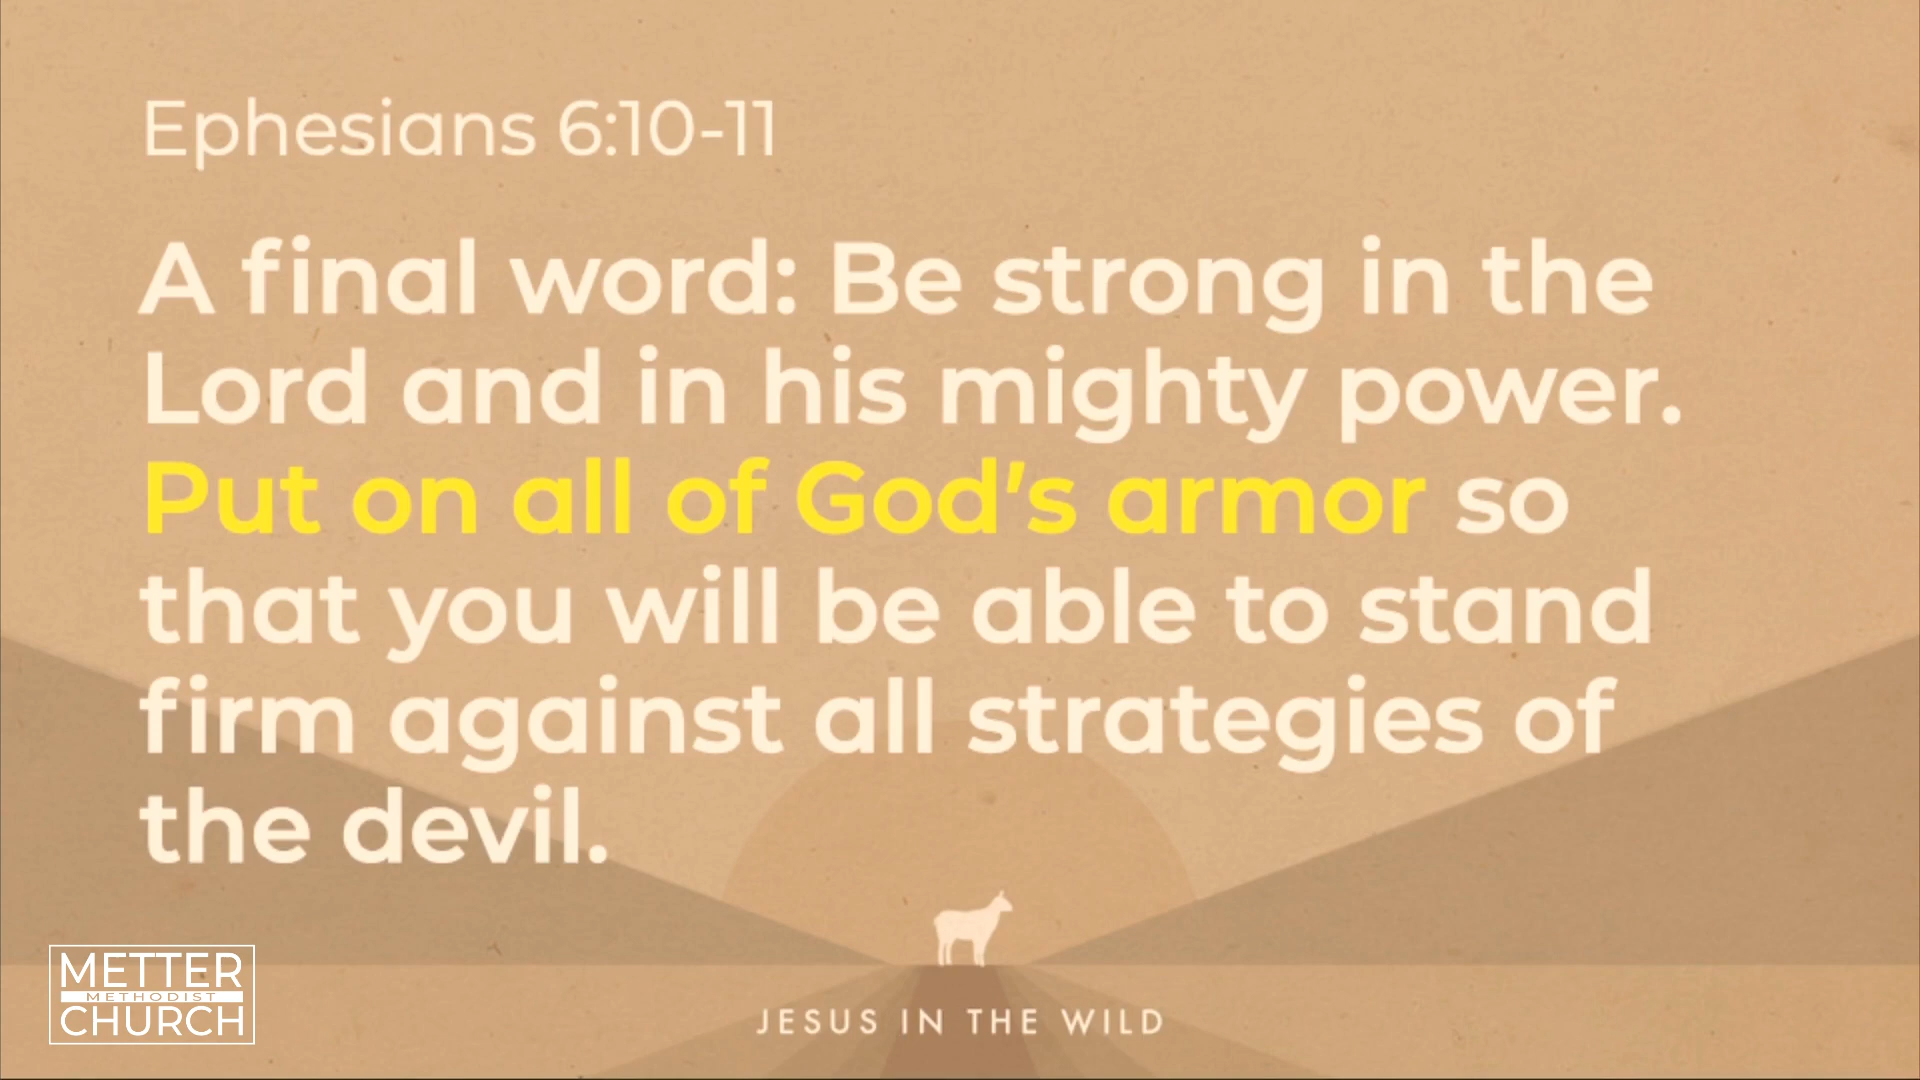 Ephesians 6:10-11
A final word: Be strong in the
Lord and in his mighty power.
Put on all of God’s armor so
that you will be able to stand
firm against all strategies of
the devil.
METTER
METHODIST
CHURCH
JESUS IN THE WILD